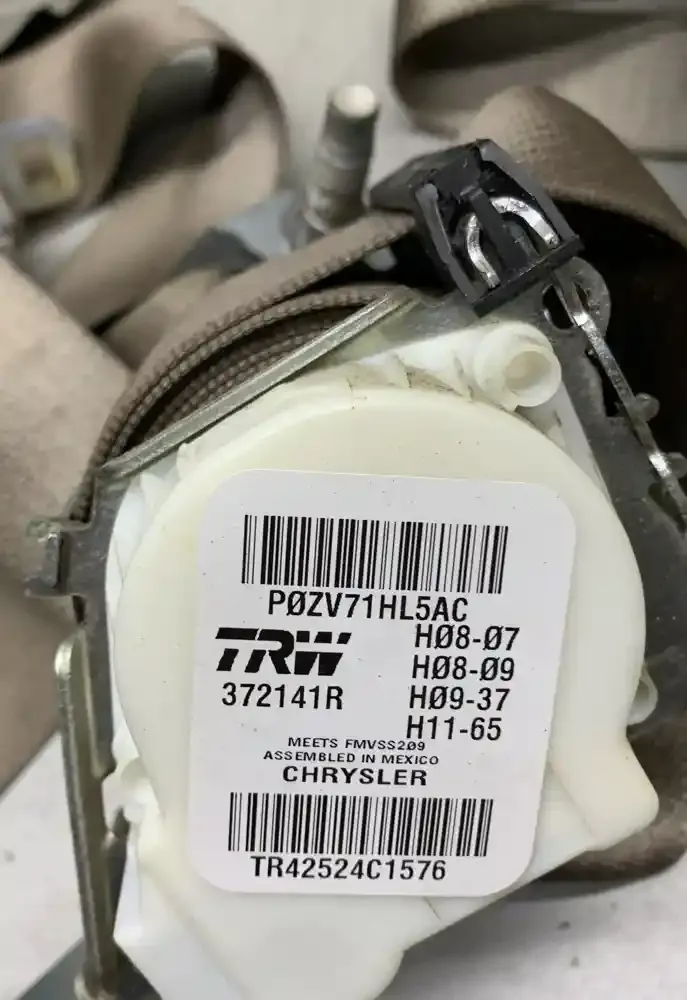 PØZV71HL5AC
TRW
HØ8-Ø7
HØ8-Ø9
372141R
HØ9-37
H11-65
MEETS FMVSS2Ø9
ASSEMBLED IN MEXICO
CHRYSLER
TR42524C1576